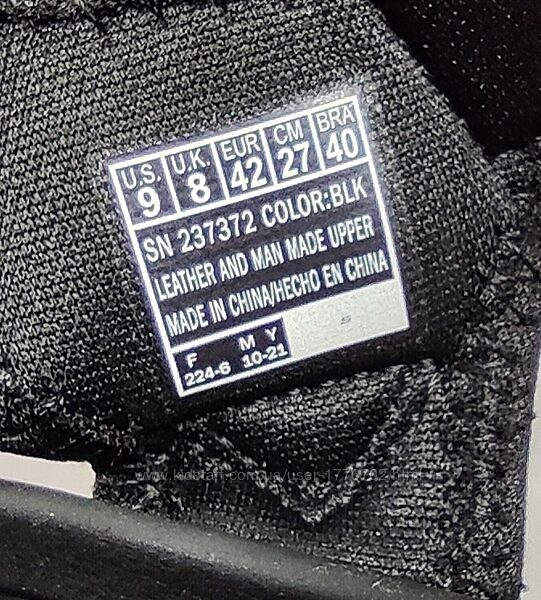 U.S. U.K. EUR CM BRA
9 8 42 27 40
SN 237372 COLOR:BLK
LEATHER AND MAN MADE UPPER
MADE IN CHINA/HECHO EN CHINA
F M Y
224-6 10-21
S